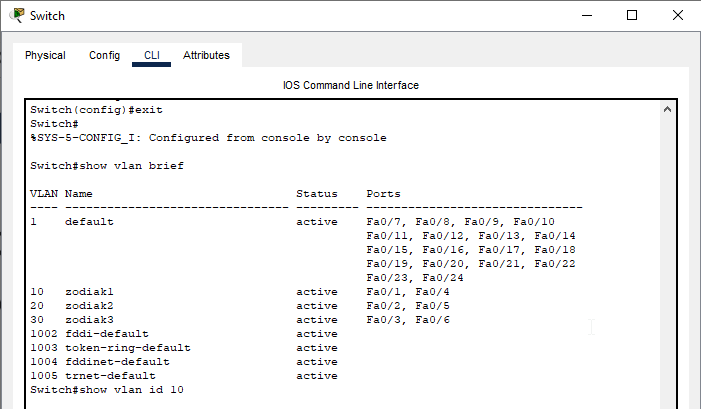 Switch
Physical Config CLI Attributes
IOS Command Line Interface
Switch(config)#exit
Switch#
%SYS-5-CONFIG_I: Configured from console by console
Switch#show vlan brief
VLAN Name Status Ports
---- -------------------------------- --------- -------------------------------
1 default active Fa0/7, Fa0/8, Fa0/9, Fa0/10
Fa0/11, Fa0/12, Fa0/13, Fa0/14
Fa0/15, Fa0/16, Fa0/17, Fa0/18
Fa0/19, Fa0/20, Fa0/21, Fa0/22
Fa0/23, Fa0/24
10 zodiak1 active Fa0/1, Fa0/4
20 zodiak2 active Fa0/2, Fa0/5
30 zodiak3 active Fa0/3, Fa0/6
1002 fddi-default active
1003 token-ring-default active
1004 fddinet-default active
1005 trnet-default active
Switch#show vlan id 10